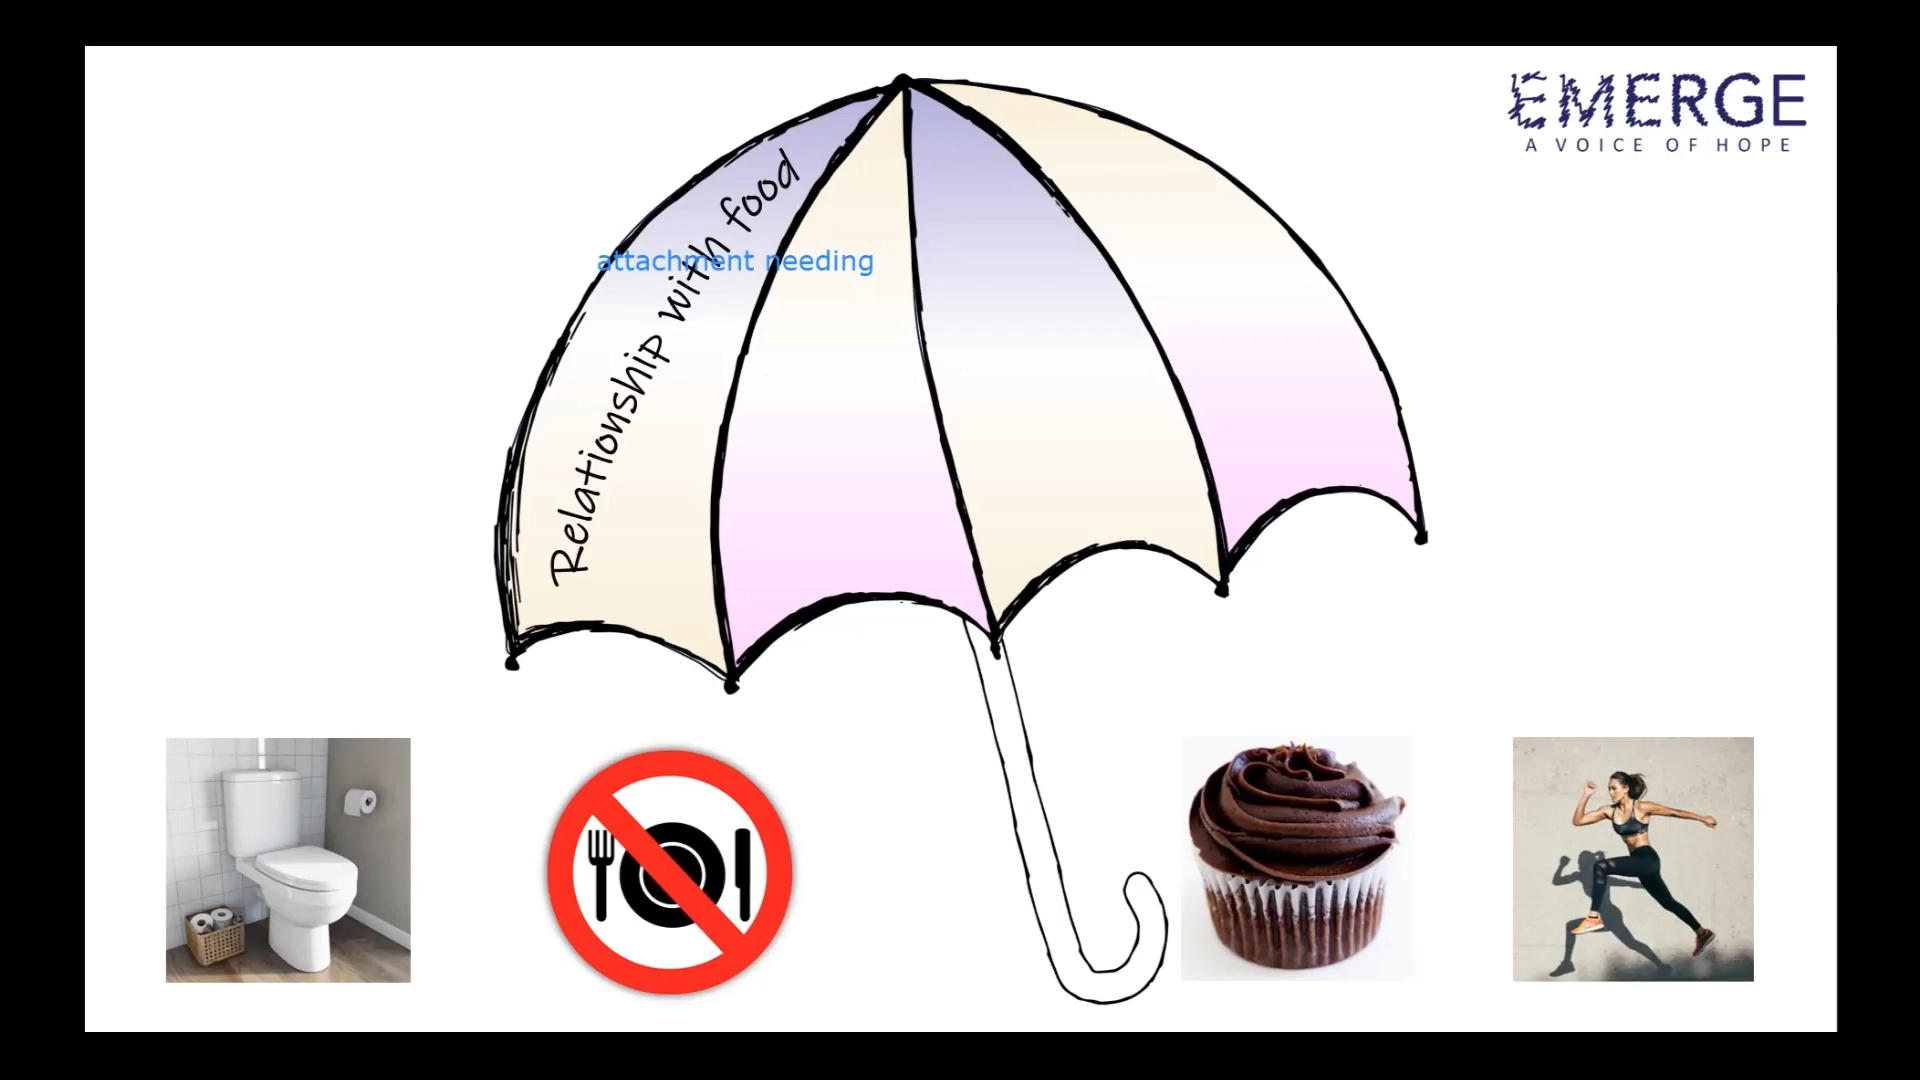 EMERGE
A VOICE OF HOPE
Relationship with food
attachment needing